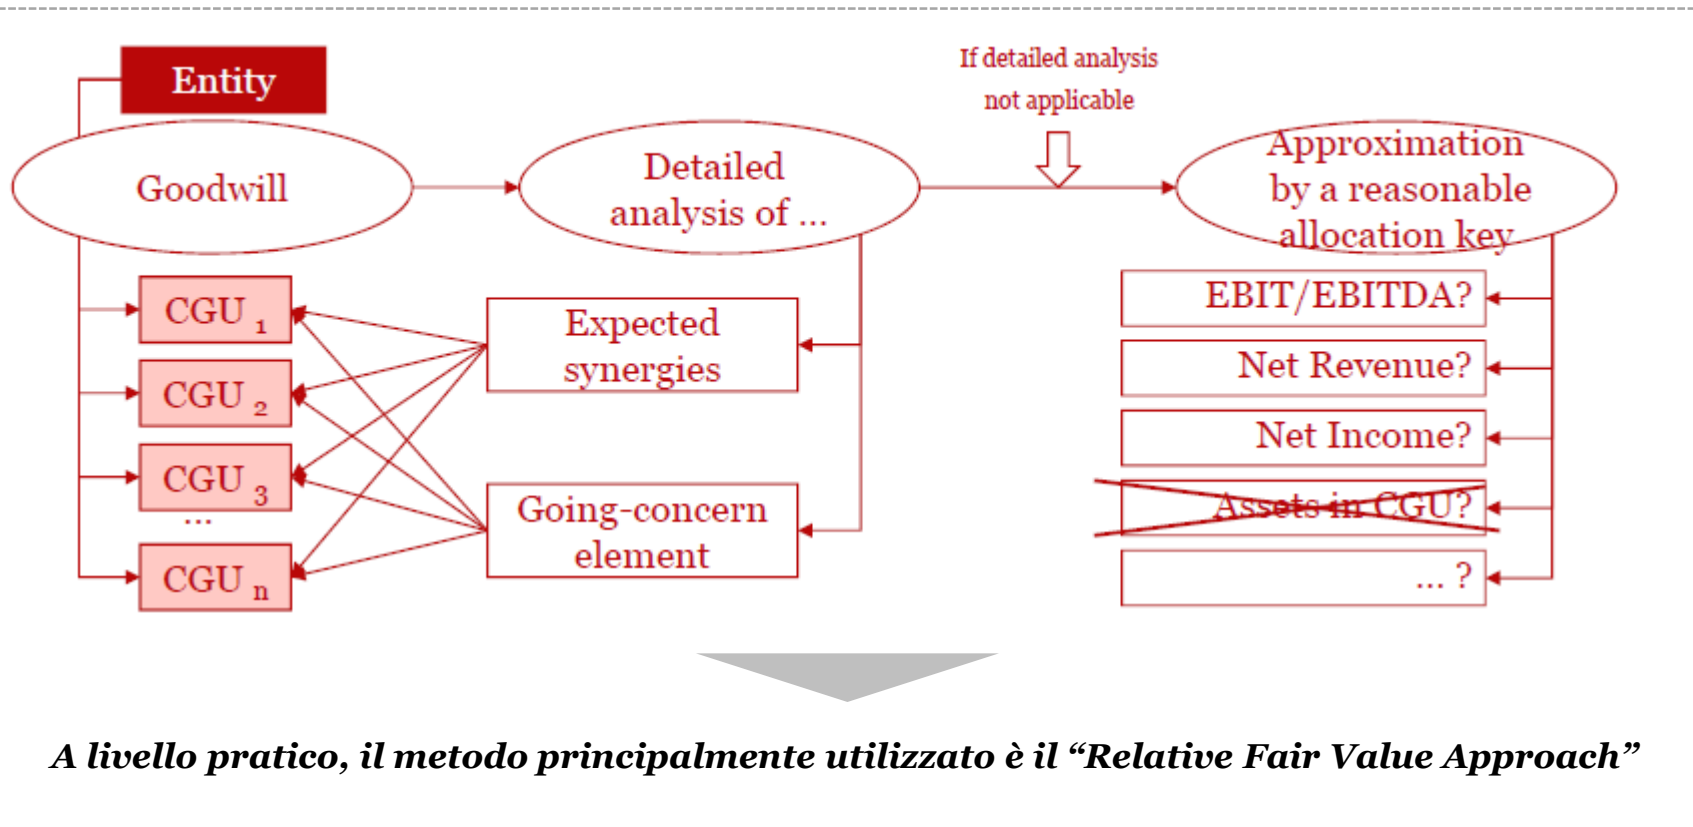 Entity
If detailed analysis
not applicable
Goodwill
Detailed
analysis of ...
Approximation
by a reasonable
allocation key
CGU 1
CGU 2
CGU 3
...
CGU n
Expected
synergies
Going-concern
element
EBIT/EBITDA?
Net Revenue?
Net Income?
Assets in CGU?
... ?
A livello pratico, il metodo principalmente utilizzato è il “Relative Fair Value Approach”